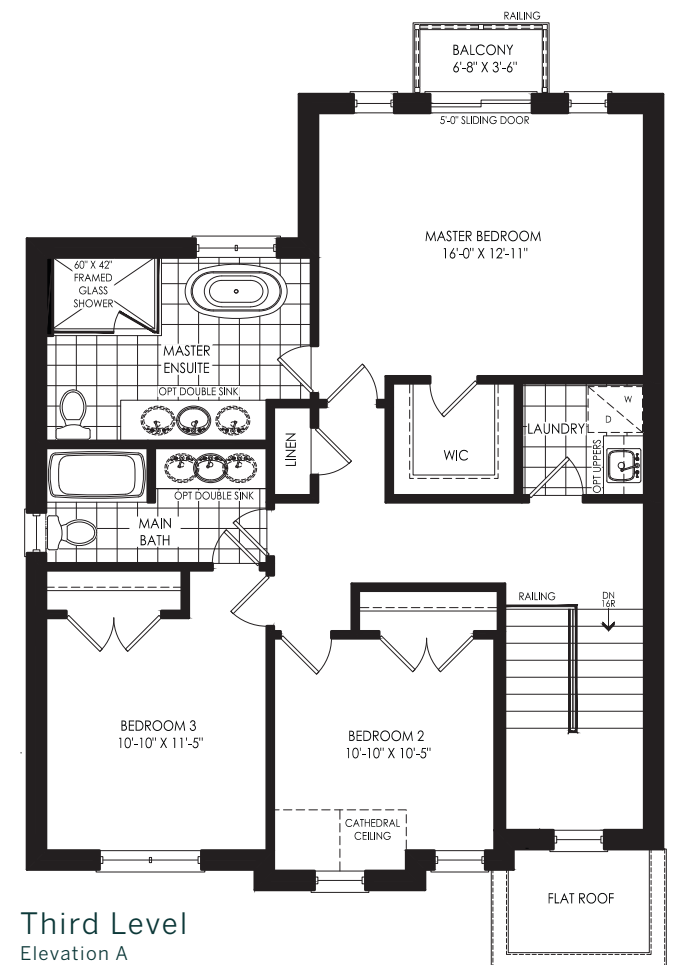 RAILING
BALCONY
6'-8" X 3'-6"
5'-0" SLIDING DOOR
MASTER BEDROOM
16'-0" X 12'-11"
60" X 42"
FRAMED
GLASS
SHOWER
MASTER
ENSUITE
OPT DOUBLE SINK
LINEN
WIC
LAUNDRY
W
D
OPT UPPERS
OPT DOUBLE SINK
MAIN
BATH
RAILING
DN
16R
BEDROOM 3
10'-10" X 11'-5"
BEDROOM 2
10'-10" X 10'-5"
CATHEDRAL
CEILING
FLAT ROOF
Third Level
Elevation A